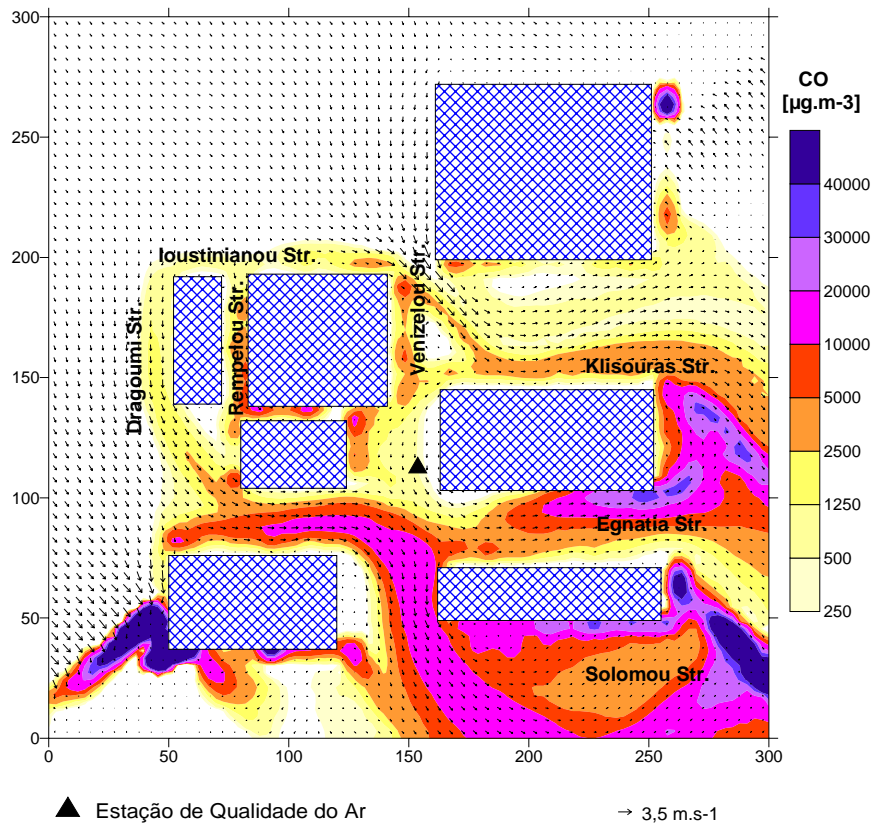 300
250
200
150
100
50
0
0
50
100
150
200
250
300
Ioustinianou Str.
Dragoumi Str.
Rempelou Str.
Venizelou Str.
Klisouras Str.
Egnatia Str.
Solomou Str.
CO
[µg.m-3]
40000
30000
20000
10000
5000
2500
1250
500
250
Estação de Qualidade do Ar
3,5 m.s-1